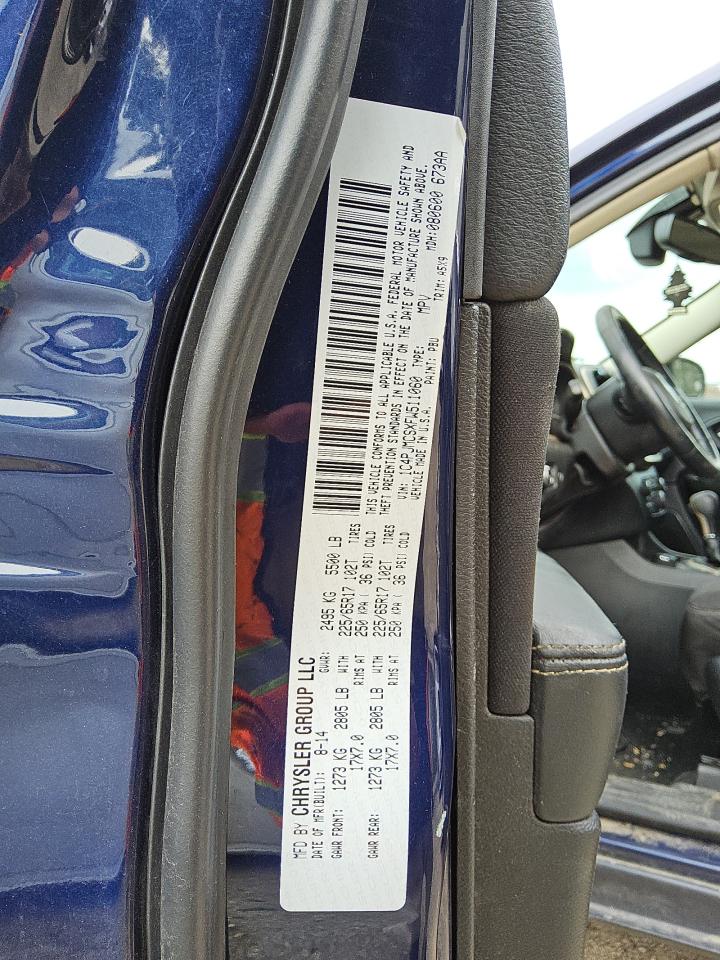 MFD BY CHRYSLER GROUP LLC
DATE OF MFR(BUILT): 8-14 GVWR: 2495 KG 5500 LB
GAWR FRONT: 1273 KG 2805 LB WITH 225/65R17 102T TIRES
17X7.0 RIMS AT 250 KPA ( 36 PSI) COLD
GAWR REAR: 1273 KG 2805 LB WITH 225/65R17 102T TIRES
17X7.0 RIMS AT 250 KPA ( 36 PSI) COLD
THIS VEHICLE CONFORMS TO ALL APPLICABLE U.S.A. FEDERAL MOTOR VEHICLE SAFETY AND
THEFT PREVENTION STANDARDS IN EFFECT ON THE DATE OF MANUFACTURE SHOWN ABOVE.
VIN: 1C4PJMCSXFW511060 TYPE: MPV MDH:080600 673AA
VEHICLE MADE IN U.S.A. PAINT: PBU TRIM: A5X9